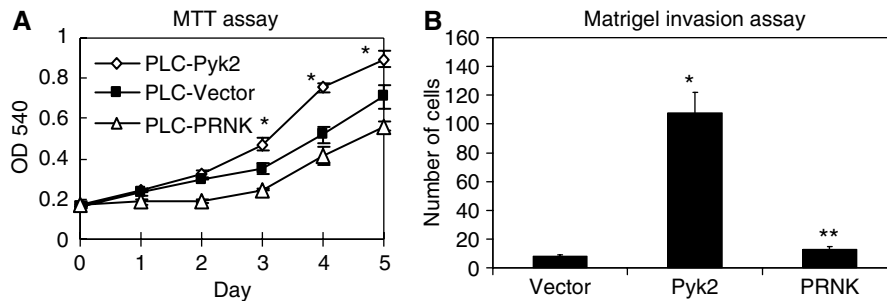 A
MTT assay
OD 540
1
0.8
0.6
0.4
0.2
0
PLC-Pyk2
PLC-Vector
PLC-PRNK
*
*
*
0 1 2 3 4 5
Day
B
Matrigel invasion assay
Number of cells
160
140
120
100
80
60
40
20
0
*
**
Vector Pyk2 PRNK